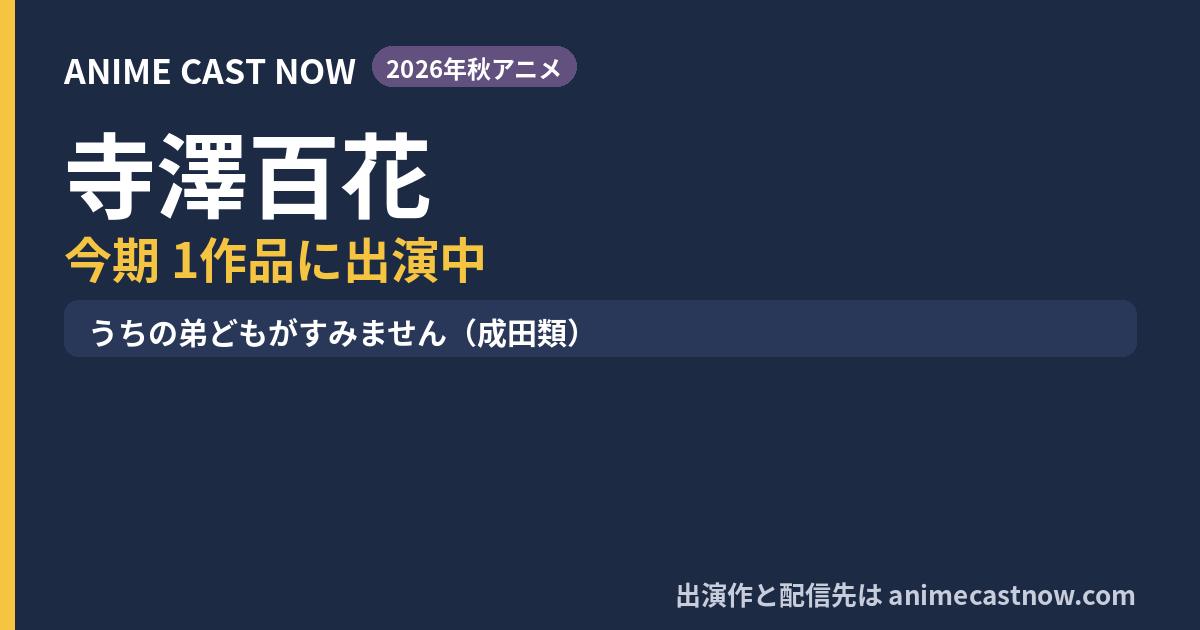 ANIME CAST NOW 2026年秋アニメ
寺澤百花
今期 1作品に出演中
うちの弟どもがすみません（成田類）
出演作と配信先は animecastnow.com